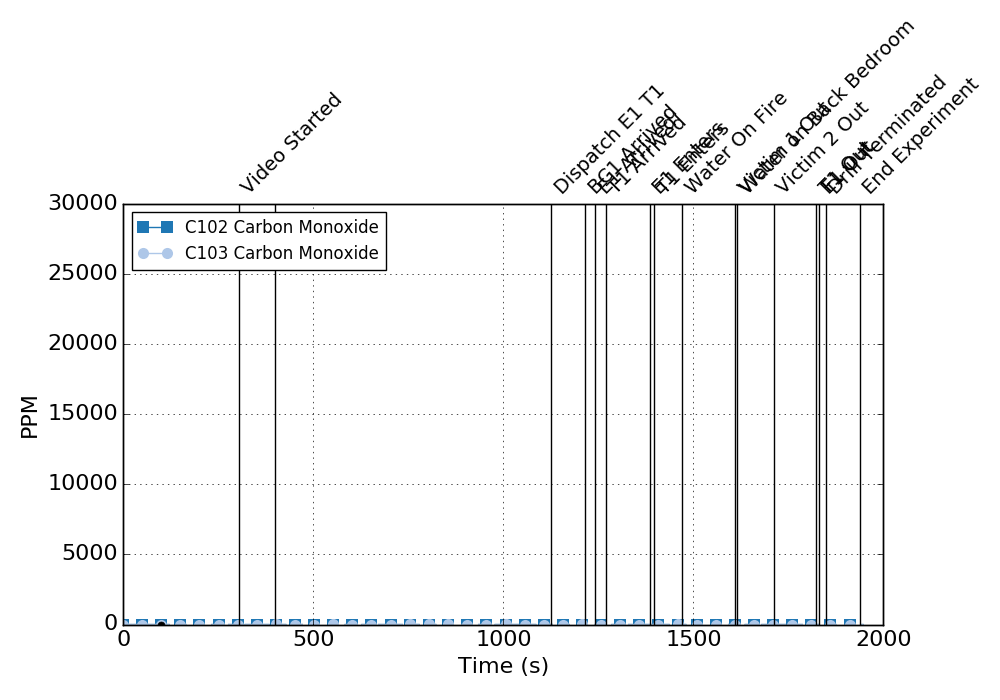 Video Started
Dispatch E1 T1
BC1 Arrived
E1 Arrived
T1 Arrived
E1 Enters
T1 Enters
Water On Fire
Victim 1 Out
Water on Back Bedroom
Victim 2 Out
T1 Out
E1 Out
Drill Terminated
End Experiment
30000
C102 Carbon Monoxide
C103 Carbon Monoxide
25000
20000
15000
10000
5000
0
PPM
0
500
1000
1500
2000
Time (s)